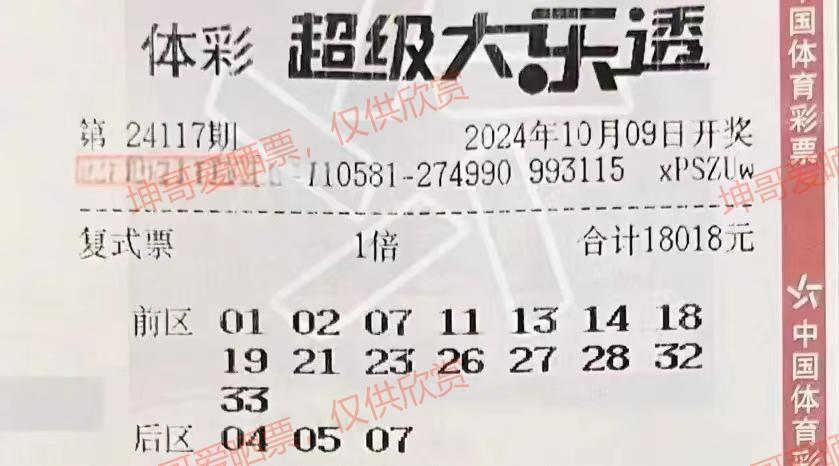 体彩 超级大乐透
第 24117期 2024年10月09日开奖
110581-274990 993115 xPSZUw
复式票 1倍 合计18018元
前区 01 02 07 11 13 14 18
19 21 23 26 27 28 32
33
后区 04 05 07
中国体育彩票
中国体育彩
坤哥爱晒票，仅供欣赏
坤哥爱晒票，仅供欣赏
坤哥爱晒